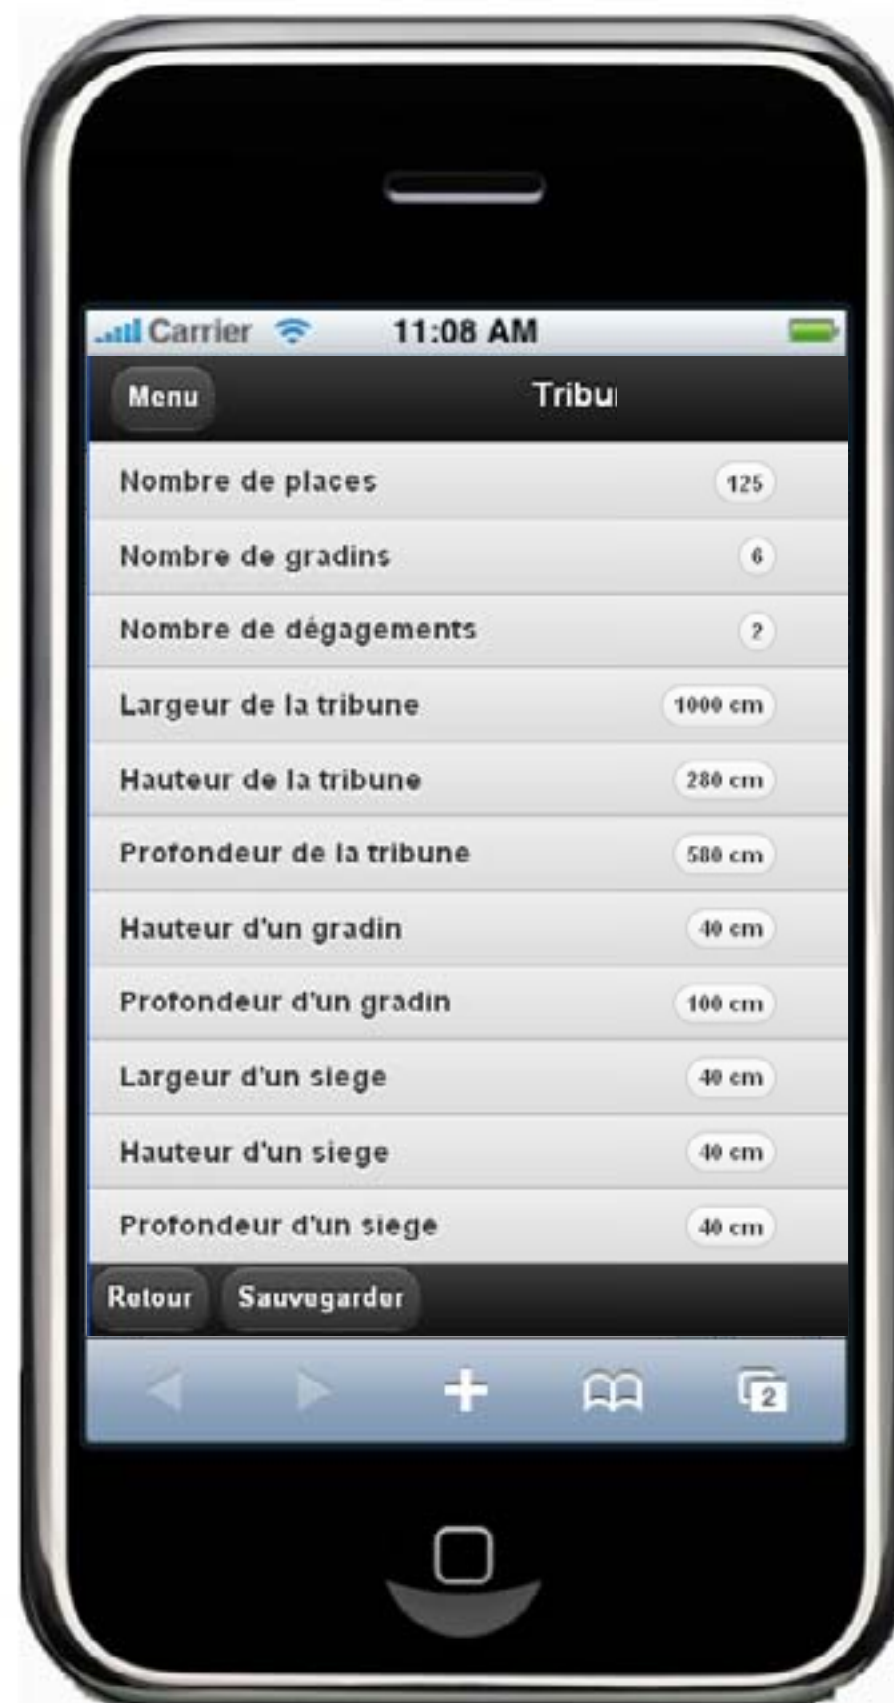 Carrier 11:08 AM
Menu Tribu
Nombre de places 125
Nombre de gradins 6
Nombre de dégagements 2
Largeur de la tribune 1000 cm
Hauteur de la tribune 280 cm
Profondeur de la tribune 580 cm
Hauteur d'un gradin 40 cm
Profondeur d'un gradin 100 cm
Largeur d'un siege 40 cm
Hauteur d'un siege 40 cm
Profondeur d'un siege 40 cm
Retour Sauvegarder
2